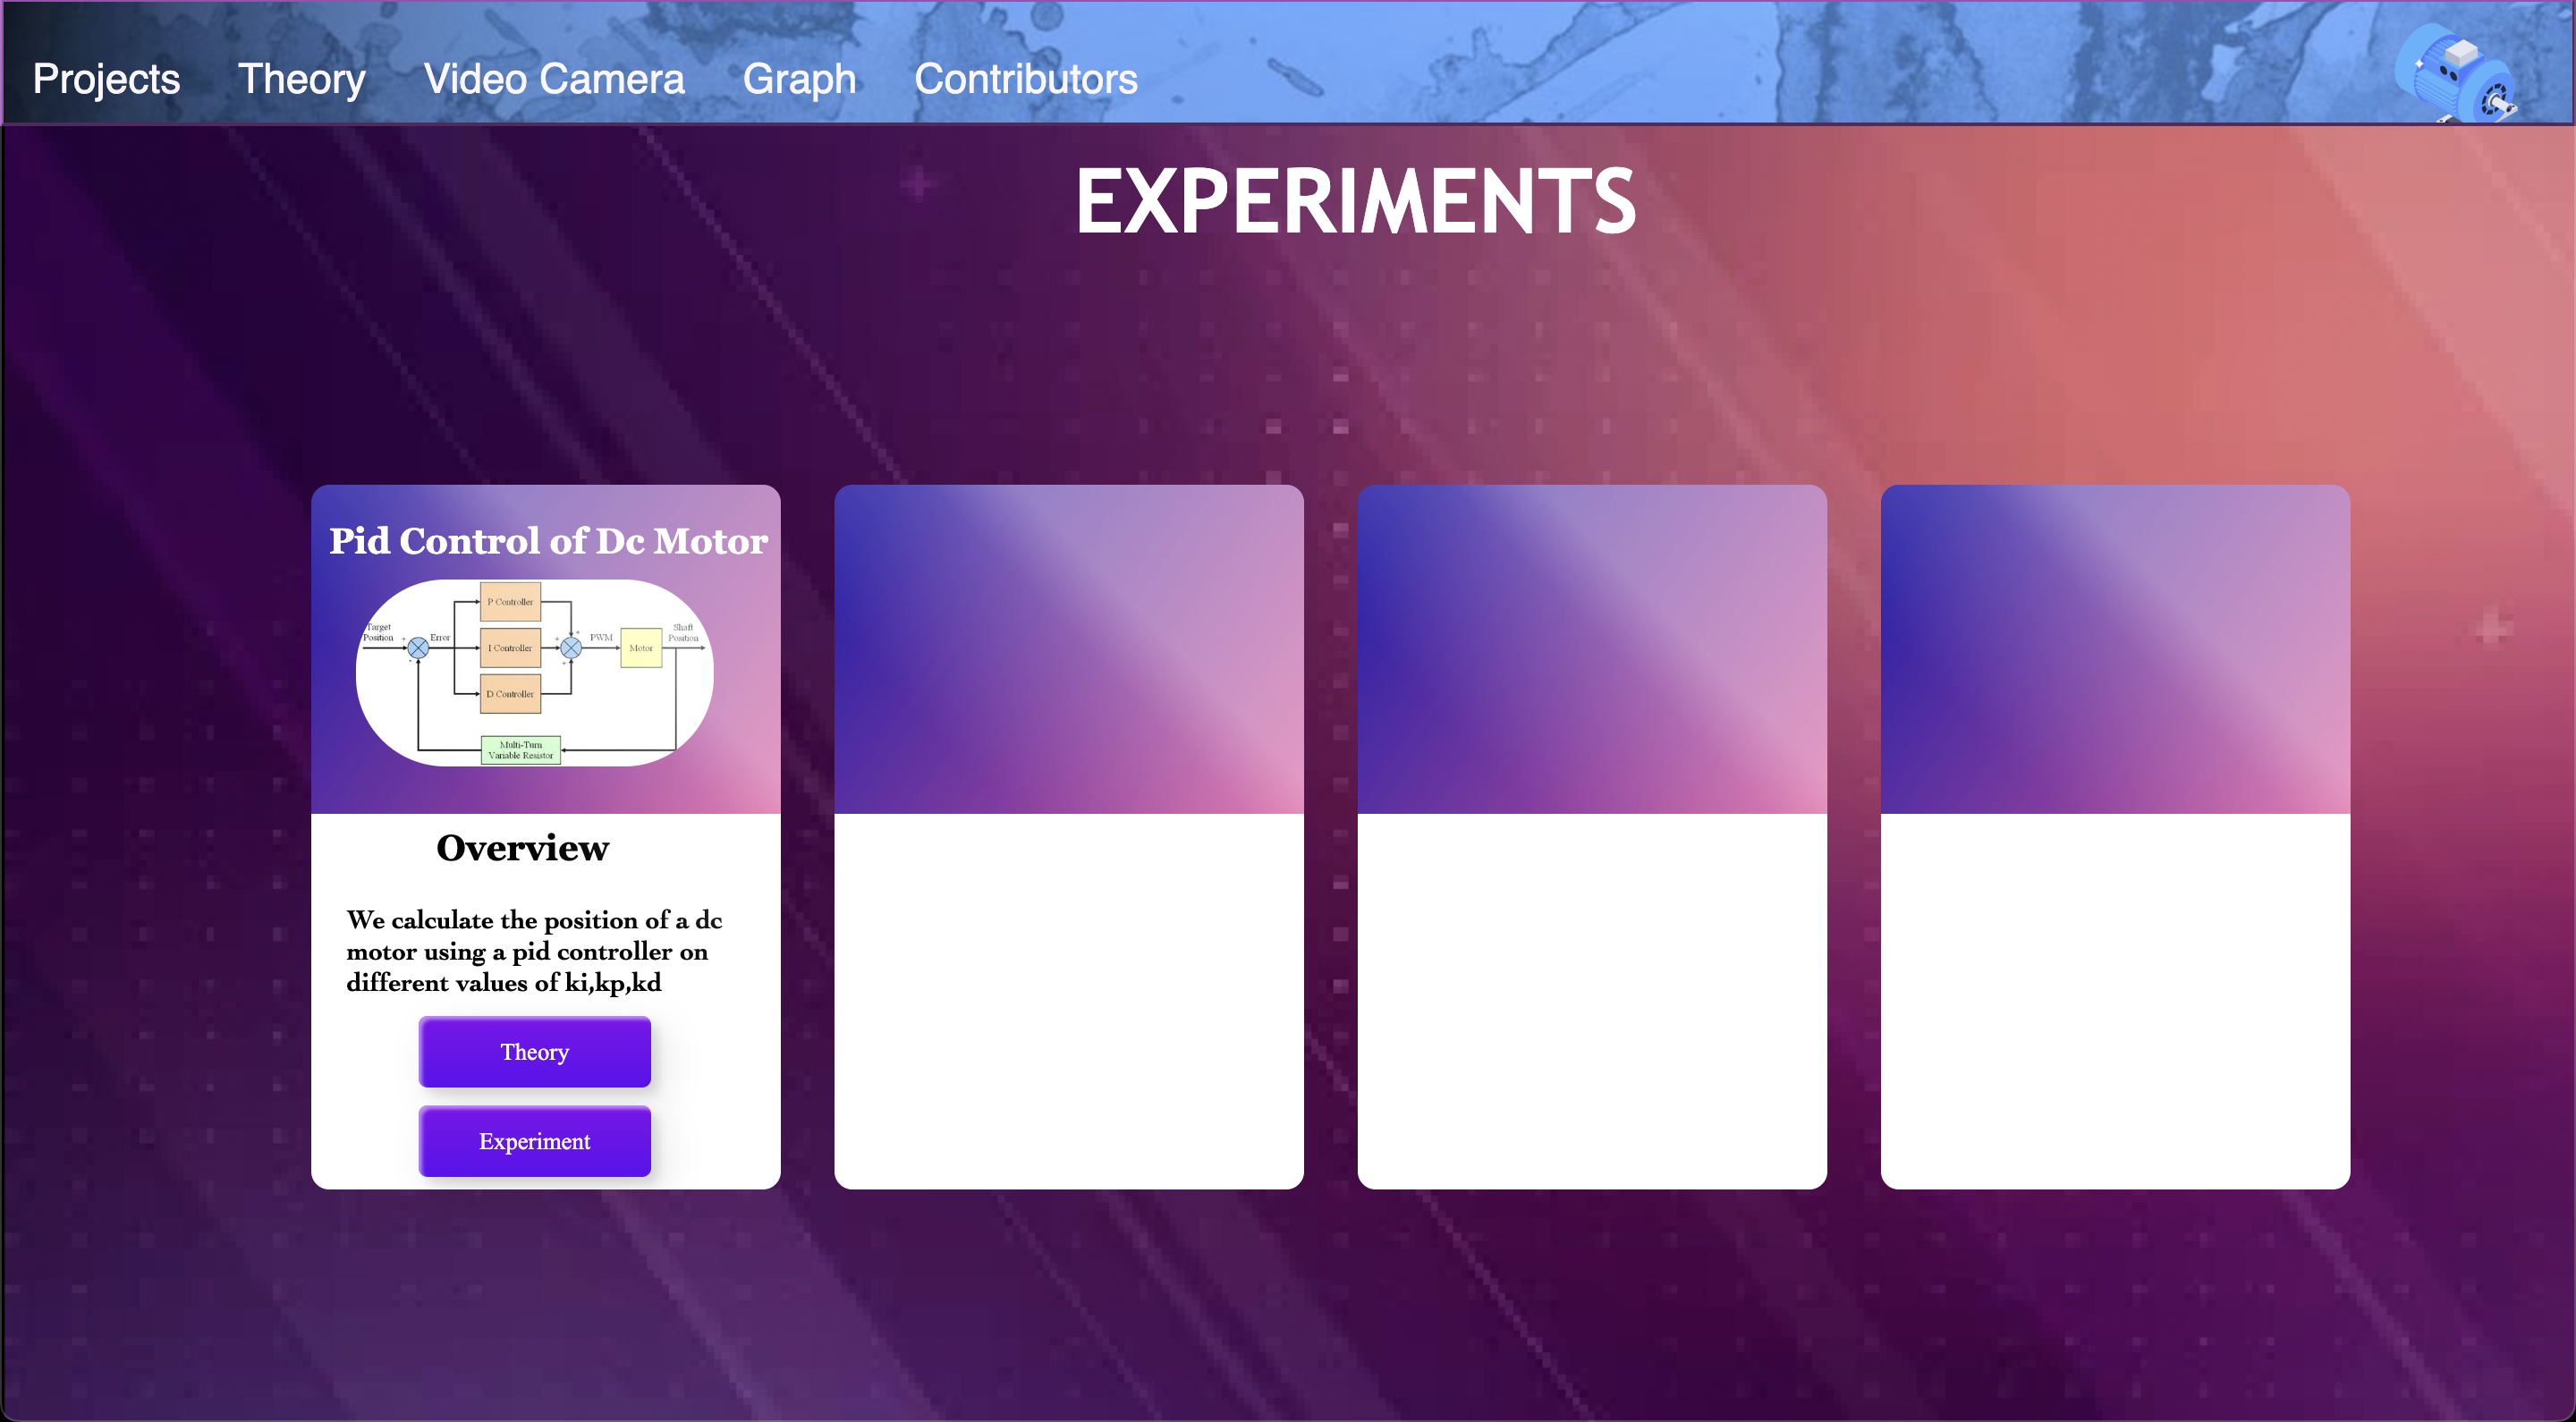 Projects
Theory
Video Camera
Graph
Contributors
EXPERIMENTS
Pid Control of Dc Motor
P Controller
Target
Position
+
Error
-
I Controller
+
+
+
PWM
Motor
Shaft
Position
D Controller
Multi-Turn
Variable Resistor
Overview
We calculate the position of a dc
motor using a pid controller on
different values of ki,kp,kd
Theory
Experiment